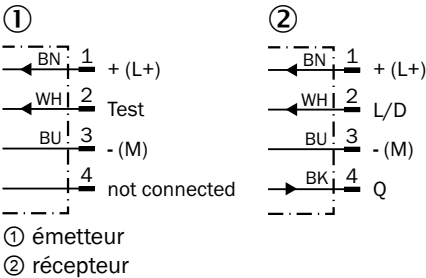 ①
BN 1 + (L+)
WH 2 Test
BU 3 - (M)
4 not connected
②
BN 1 + (L+)
WH 2 L/D
BU 3 - (M)
BK 4 Q
① émetteur
② récepteur